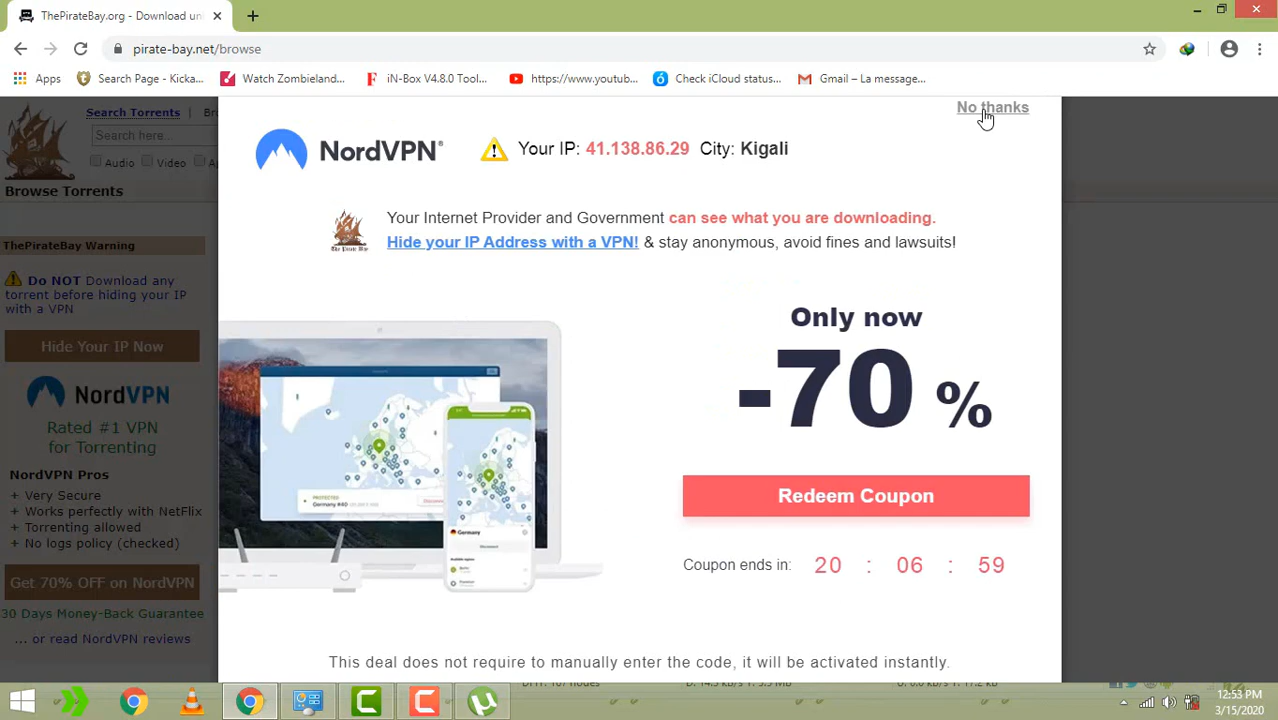 ThePirateBay.org - Download un
pirate-bay.net/browse
Apps
Search Page - Kicka...
Watch Zombieland...
iN-Box V4.8.0 Tool...
https://www.youtub...
Check iCloud status...
Gmail – La message...
Search Torrents | Br
Search here...
Audio Video A
Browse Torrents
ThePirateBay Warning
Do NOT Download any
torrent before hiding your IP
with a VPN
Hide Your IP Now
NordVPN
Rated #1 VPN
for Torrenting
NordVPN Pros
+ Very Secure
+ Works perfectly with NetFlix
+ Torrenting allowed
+ No logs policy (checked)
Get 70% OFF on NordVPN
30 Days Money-Back Guarantee
... or read NordVPN reviews
No thanks
NordVPN®
Your IP: 41.138.86.29 City: Kigali
The Pirate Bay
Your Internet Provider and Government can see what you are downloading.
Hide your IP Address with a VPN! & stay anonymous, avoid fines and lawsuits!
PROTECTED
Germany #40
Germany
Only now
-70 %
Redeem Coupon
Coupon ends in: 20 : 06 : 59
This deal does not require to manually enter the code, it will be activated instantly.
12:53 PM
3/15/2020